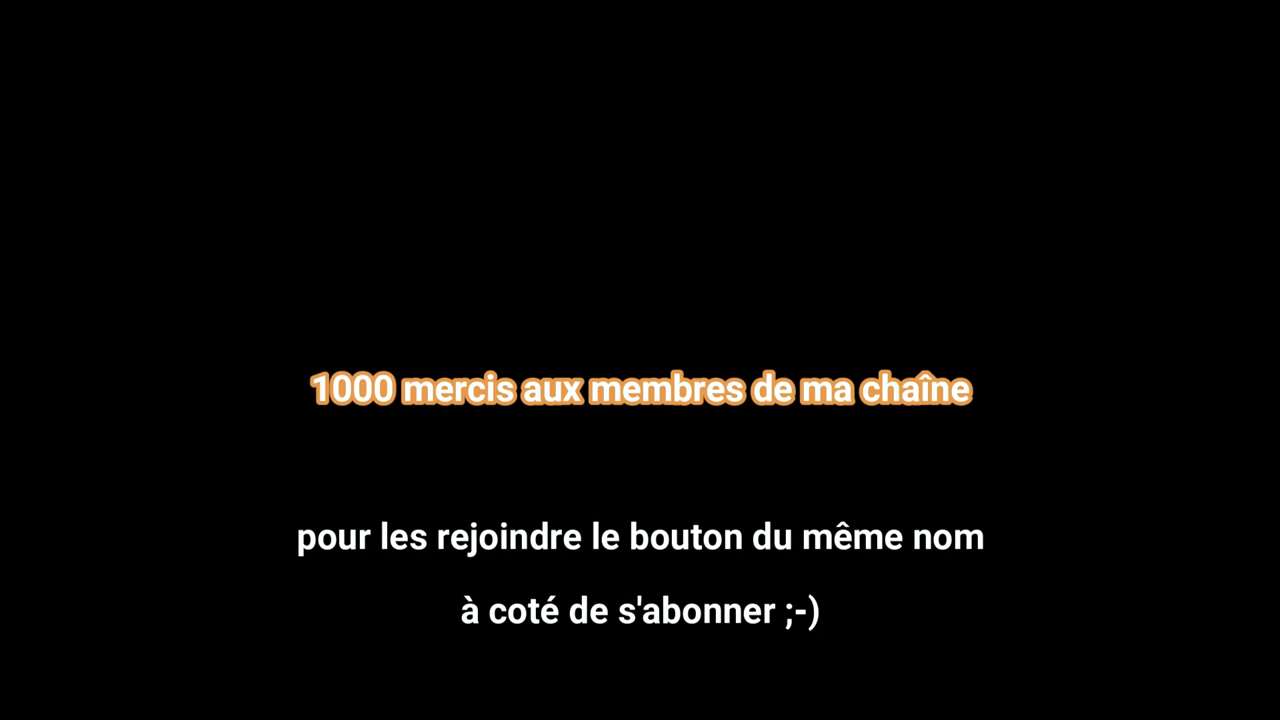 1000 mercis aux membres de ma chaîne
pour les rejoindre le bouton du même nom
à coté de s'abonner ;-)